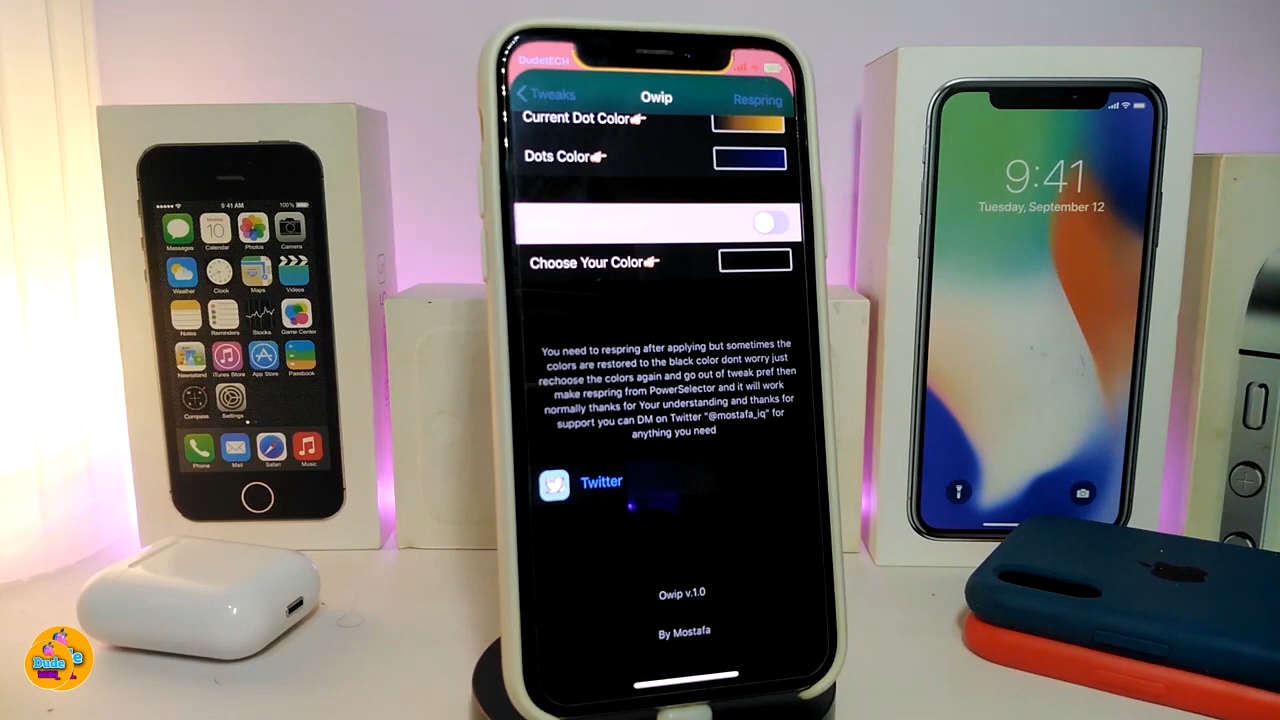 DudetECH
Tweaks
Owip
Respring
Current Dot Color
Dots Color
Choose Your Color
You need to respring after applying but sometimes the
colors are restored to the black color dont worry just
rechoose the colors again and go out of tweak pref then
make respring from PowerSelector and it will work
normally thanks for Your understanding and thanks for
support you can DM on Twitter "@mostafa_iq" for
anything you need
Twitter
Owip v.1.0
By Mostafa
9:41 AM
100%
Messages
Calendar
Photos
Camera
Weather
Clock
Maps
Videos
Notes
Reminders
Stocks
Game Center
Newsstand
iTunes Store
App Store
Passbook
Compass
Settings
Phone
Mail
Safari
Music
9:41
Tuesday, September 12
Dude